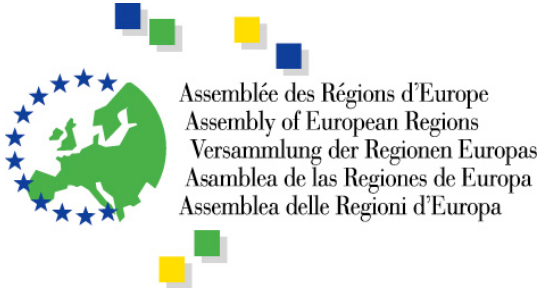 Assemblée des Régions d'Europe
Assembly of European Regions
Versammlung der Regionen Europas
Asamblea de las Regiones de Europa
Assemblea delle Regioni d'Europa